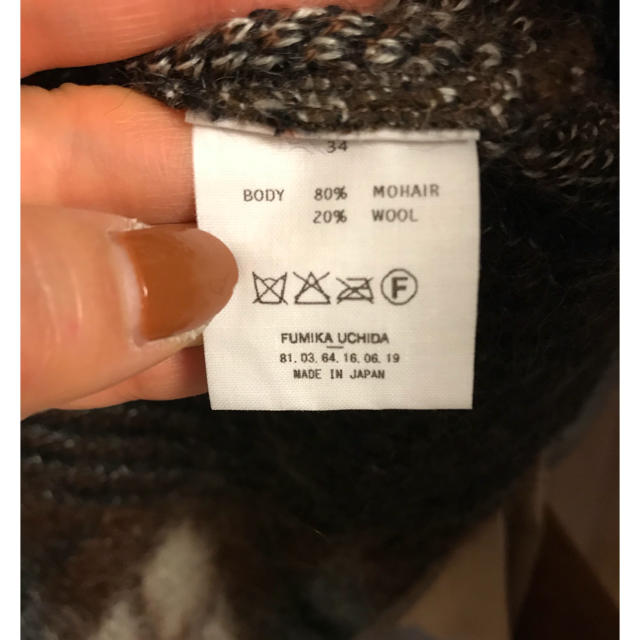 34
BODY 80% MOHAIR
20% WOOL
F
FUMIKA UCHIDA
81.03.64.16.06.19
MADE IN JAPAN